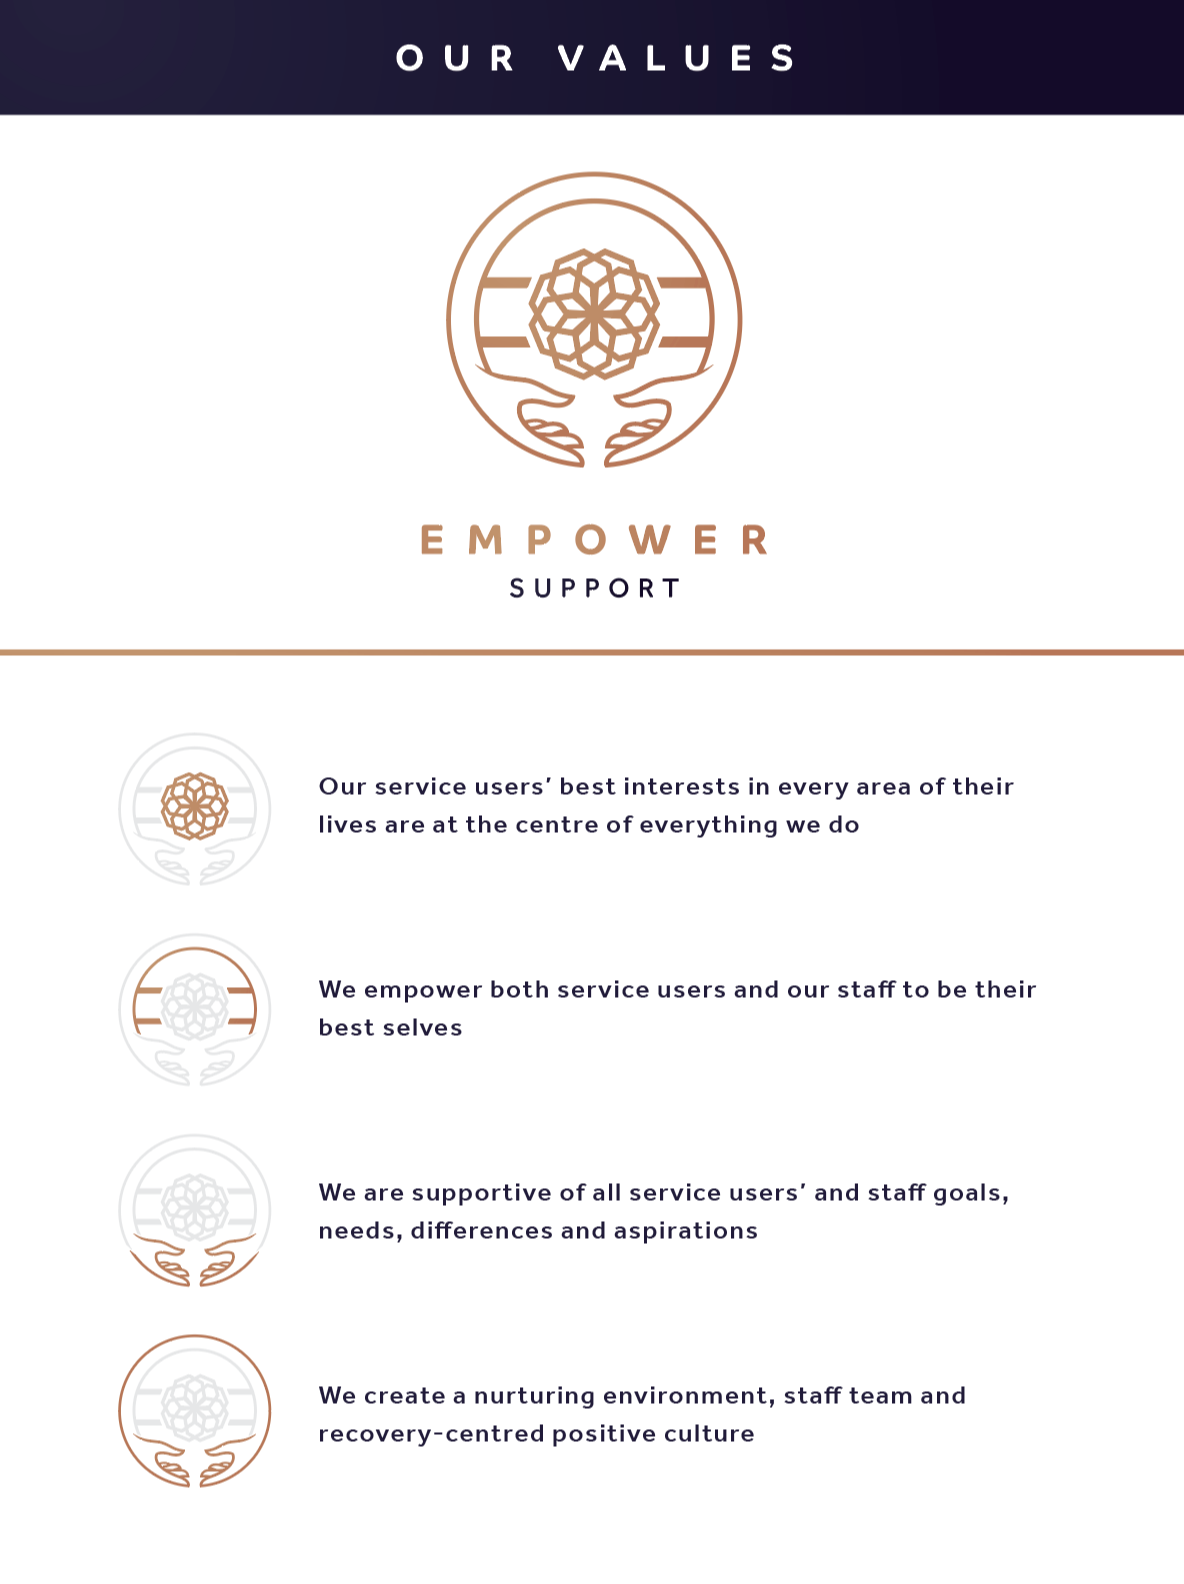 OUR VALUES
EMPOWER
SUPPORT
Our service users’ best interests in every area of their
lives are at the centre of everything we do
We empower both service users and our staff to be their
best selves
We are supportive of all service users’ and staff goals,
needs, differences and aspirations
We create a nurturing environment, staff team and
recovery-centred positive culture